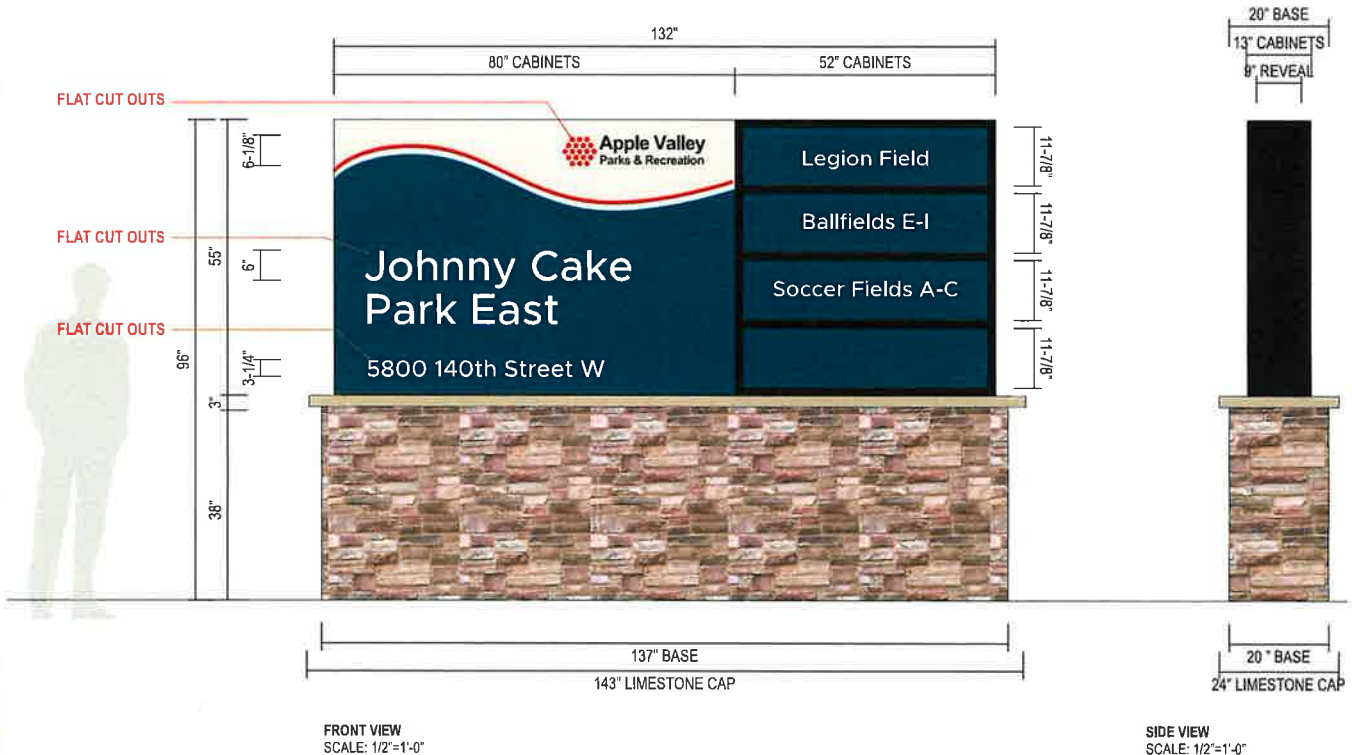 132"
80" CABINETS
52" CABINETS
20" BASE
13" CABINETS
9" REVEAL
FLAT CUT OUTS
6-1/8"
Apple Valley
Parks & Recreation
Legion Field
11-7/8"
Ballfields E-I
11-7/8"
FLAT CUT OUTS
55"
6"
Johnny Cake
Park East
Soccer Fields A-C
11-7/8"
FLAT CUT OUTS
96"
3-1/4"
5800 140th Street W
11-7/8"
3"
38"
137" BASE
143" LIMESTONE CAP
20 " BASE
24" LIMESTONE CAP
FRONT VIEW
SCALE: 1/2"=1'-0"
SIDE VIEW
SCALE: 1/2"=1'-0"